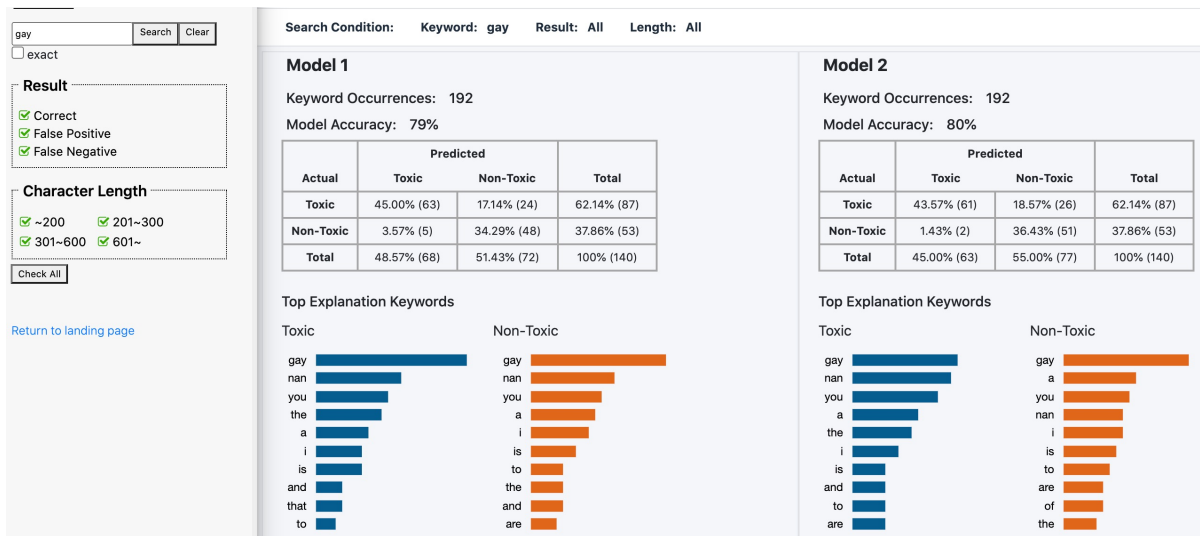 gay Search Clear
exact
Result
Correct
False Positive
False Negative
Character Length
~200 201~300
301~600 601~
Check All
Return to landing page
Search Condition: Keyword: gay Result: All Length: All
Model 1
Keyword Occurrences: 192
Model Accuracy: 79%
Predicted
Actual Toxic Non-Toxic Total
Toxic 45.00% (63) 17.14% (24) 62.14% (87)
Non-Toxic 3.57% (5) 34.29% (48) 37.86% (53)
Total 48.57% (68) 51.43% (72) 100% (140)
Top Explanation Keywords
Toxic
gay
nan
you
the
a
i
is
and
that
to
Non-Toxic
gay
nan
you
a
i
is
to
the
and
are
Model 2
Keyword Occurrences: 192
Model Accuracy: 80%
Predicted
Actual Toxic Non-Toxic Total
Toxic 43.57% (61) 18.57% (26) 62.14% (87)
Non-Toxic 1.43% (2) 36.43% (51) 37.86% (53)
Total 45.00% (63) 55.00% (77) 100% (140)
Top Explanation Keywords
Toxic
gay
nan
you
a
the
i
is
and
to
are
Non-Toxic
gay
a
you
nan
i
is
to
are
of
the